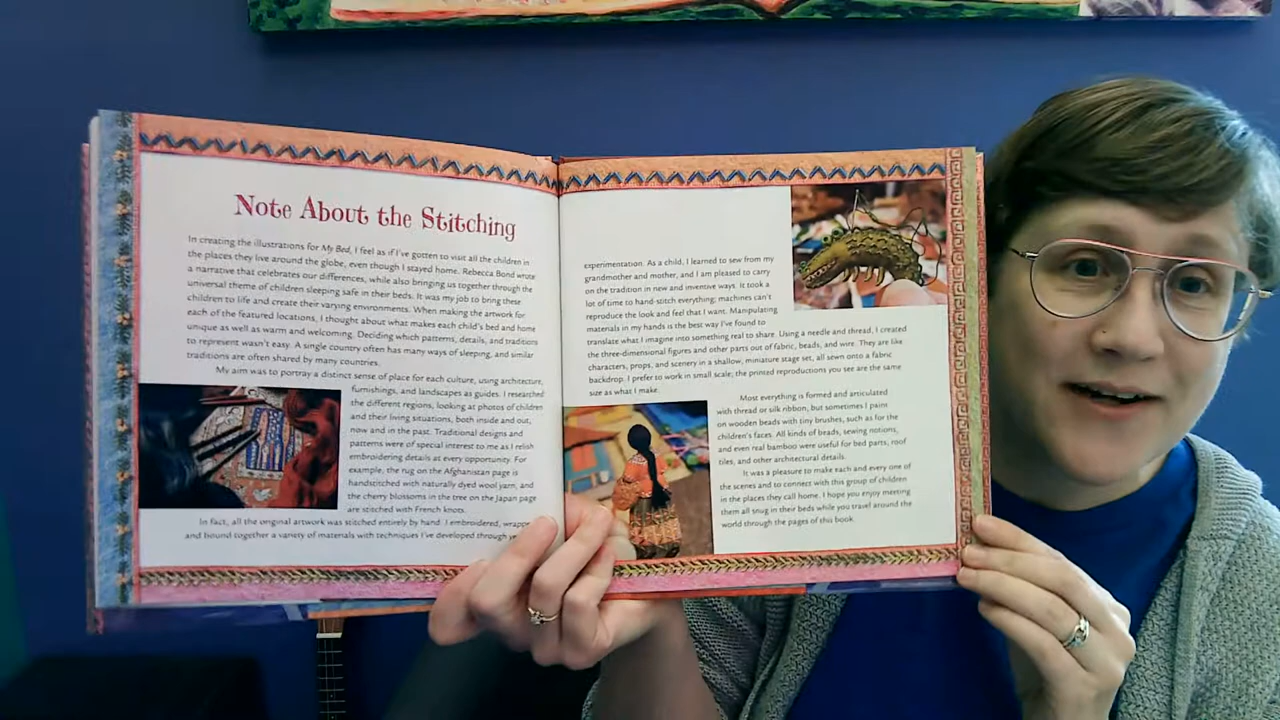 Note About the Stitching
In creating the illustrations for My Bed, I feel as if I've gotten to visit all the children in
the places they live around the globe, even though I stayed home. Rebecca Bond wrote
a narrative that celebrates our differences, while also bringing us together through the
universal theme of children sleeping safe in their beds. It was my job to bring these
children to life and create their varying environments. When making the artwork for
each of the featured locations, I thought about what makes each child's bed and home
unique as well as warm and welcoming. Deciding which patterns, details, and traditions
to represent wasn't easy. A single country often has many ways of sleeping, and similar
traditions are often shared by many countries.
My aim was to portray a distinct sense of place for each culture, using architecture,
furnishings, and landscapes as guides. I researched
the different regions, looking at photos of children
and their living situations, both inside and out,
now and in the past. Traditional designs and
patterns were of special interest to me as I relish
embroidering details at every opportunity. For
example, the rug on the Afghanistan page is
handstitched with naturally dyed wool yarn, and
the cherry blossoms in the tree on the Japan page
are stitched with French knots.
In fact, all the original artwork was stitched entirely by hand. I embroidered, wrapped
and bound together a variety of materials with techniques I've developed through
experimentation. As a child, I learned to sew from my
grandmother and mother, and I am pleased to carry
on the tradition in new and inventive ways. It took a
lot of time to hand-stitch everything; machines can't
reproduce the look and feel that I want. Manipulating
materials in my hands is the best way I've found to
translate what I imagine into something real to share. Using a needle and thread, I created
the three-dimensional figures and other parts out of fabric, beads, and wire. They are like
characters, props, and scenery in a shallow, miniature stage set, all sewn onto a fabric
backdrop. I prefer to work in small scale; the printed reproductions you see are the same
size as what I make.
Most everything is formed and articulated
with thread or silk ribbon, but sometimes I paint
on wooden beads with tiny brushes, such as for the
children's faces. All kinds of beads, sewing notions,
and even real bamboo were useful for bed parts, roof
tiles, and other architectural details.
It was a pleasure to make each and every one of
the scenes and to connect with this group of children
in the places they call home. I hope you enjoy meeting
them all snug in their beds while you travel around the
world through the pages of this book.